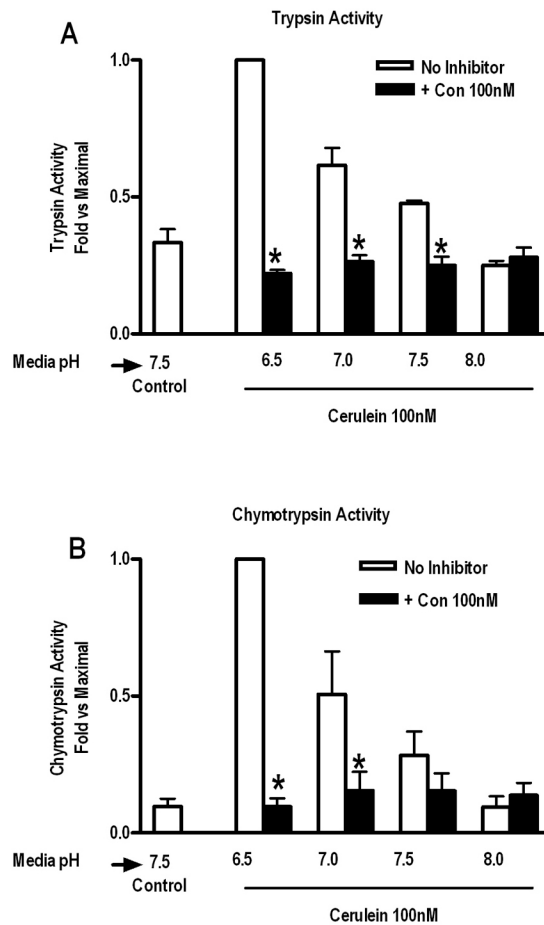 A
Trypsin Activity
Trypsin Activity
Fold vs Maximal
1.0
0.5
0.0
No Inhibitor
+ Con 100nM
* * *
Media pH 7.5 6.5 7.0 7.5 8.0
Control
Cerulein 100nM
B
Chymotrypsin Activity
Chymotrypsin Activity
Fold vs Maximal
1.0
0.5
0.0
No Inhibitor
+ Con 100nM
* *
Media pH 7.5 6.5 7.0 7.5 8.0
Control
Cerulein 100nM